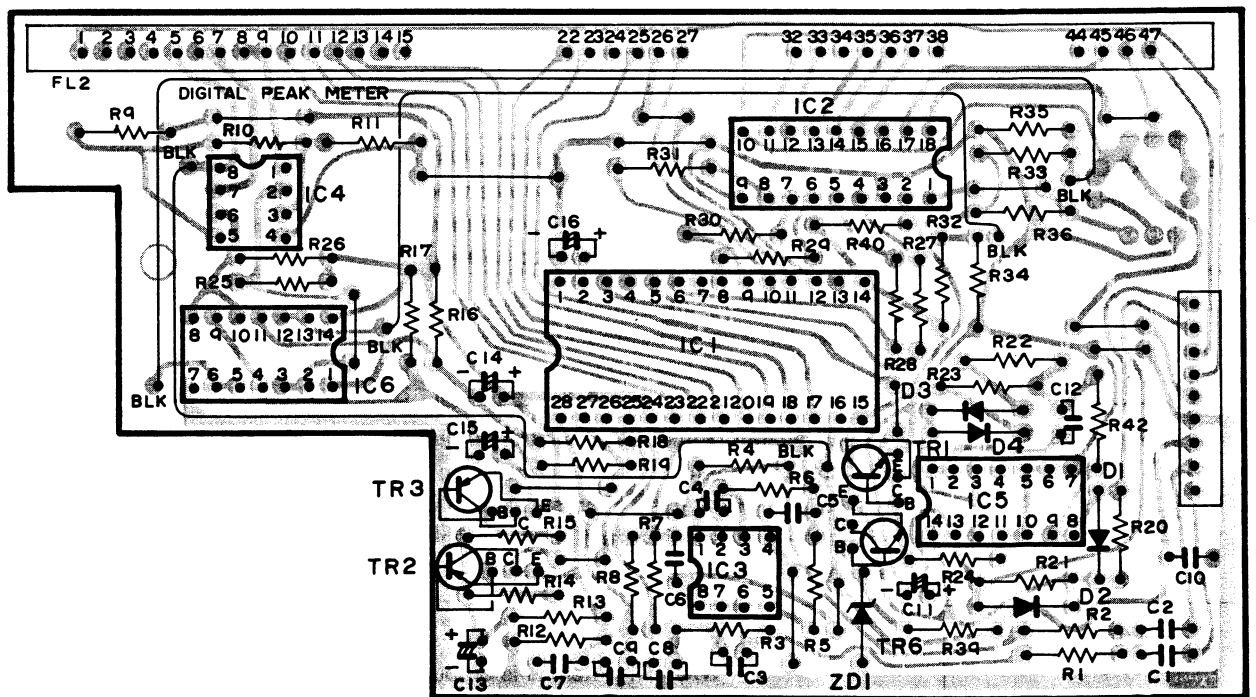 1 2 3 4 5 6 7 8 9 10 11 12 13 14 15 22 23 24 25 26 27 32 33 34 35 36 37 38 44 45 46 47
FL2
DIGITAL PEAK METER
IC2
R9
R10
R11
R35
10 11 12 13 14 15 16 17 18
BLK
R31
R33
8 1
7 2
6 3
5 4
IC4
9 8 7 6 5 4 3 2 1
BLK
C16
- +
R30
R40
R32
R36
R26
R17
R29
R27
BLK
R25
R34
1 2 3 4 5 6 7 8 9 10 11 12 13 14
R16
8 9 10 11 12 13 14
BLK
IC1
R28
R22
C14
- +
R23
7 6 5 4 3 2 1
IC6
D3
C12
BLK
28 27 26 25 24 23 22 21 20 19 18 17 16 15
R42
C15
- +
R18
R19
R4
BLK
TR1
D4
D1
E
C
B
1 2 3 4 5 6 7
IC5
14 13 12 11 10 9 8
TR3
B C E
R6
C4
C5
E
C
B
R15
R7
R20
1 2 3 4
IC3
8 7 6 5
TR2
B C E
R14
R8
C6
R24
R21
C10
- +
C11
D2
R13
R12
R3
R5
TR6
R39
R2
C2
+
-
C13
C7
C9
C8
C3
ZD1
R1
C1